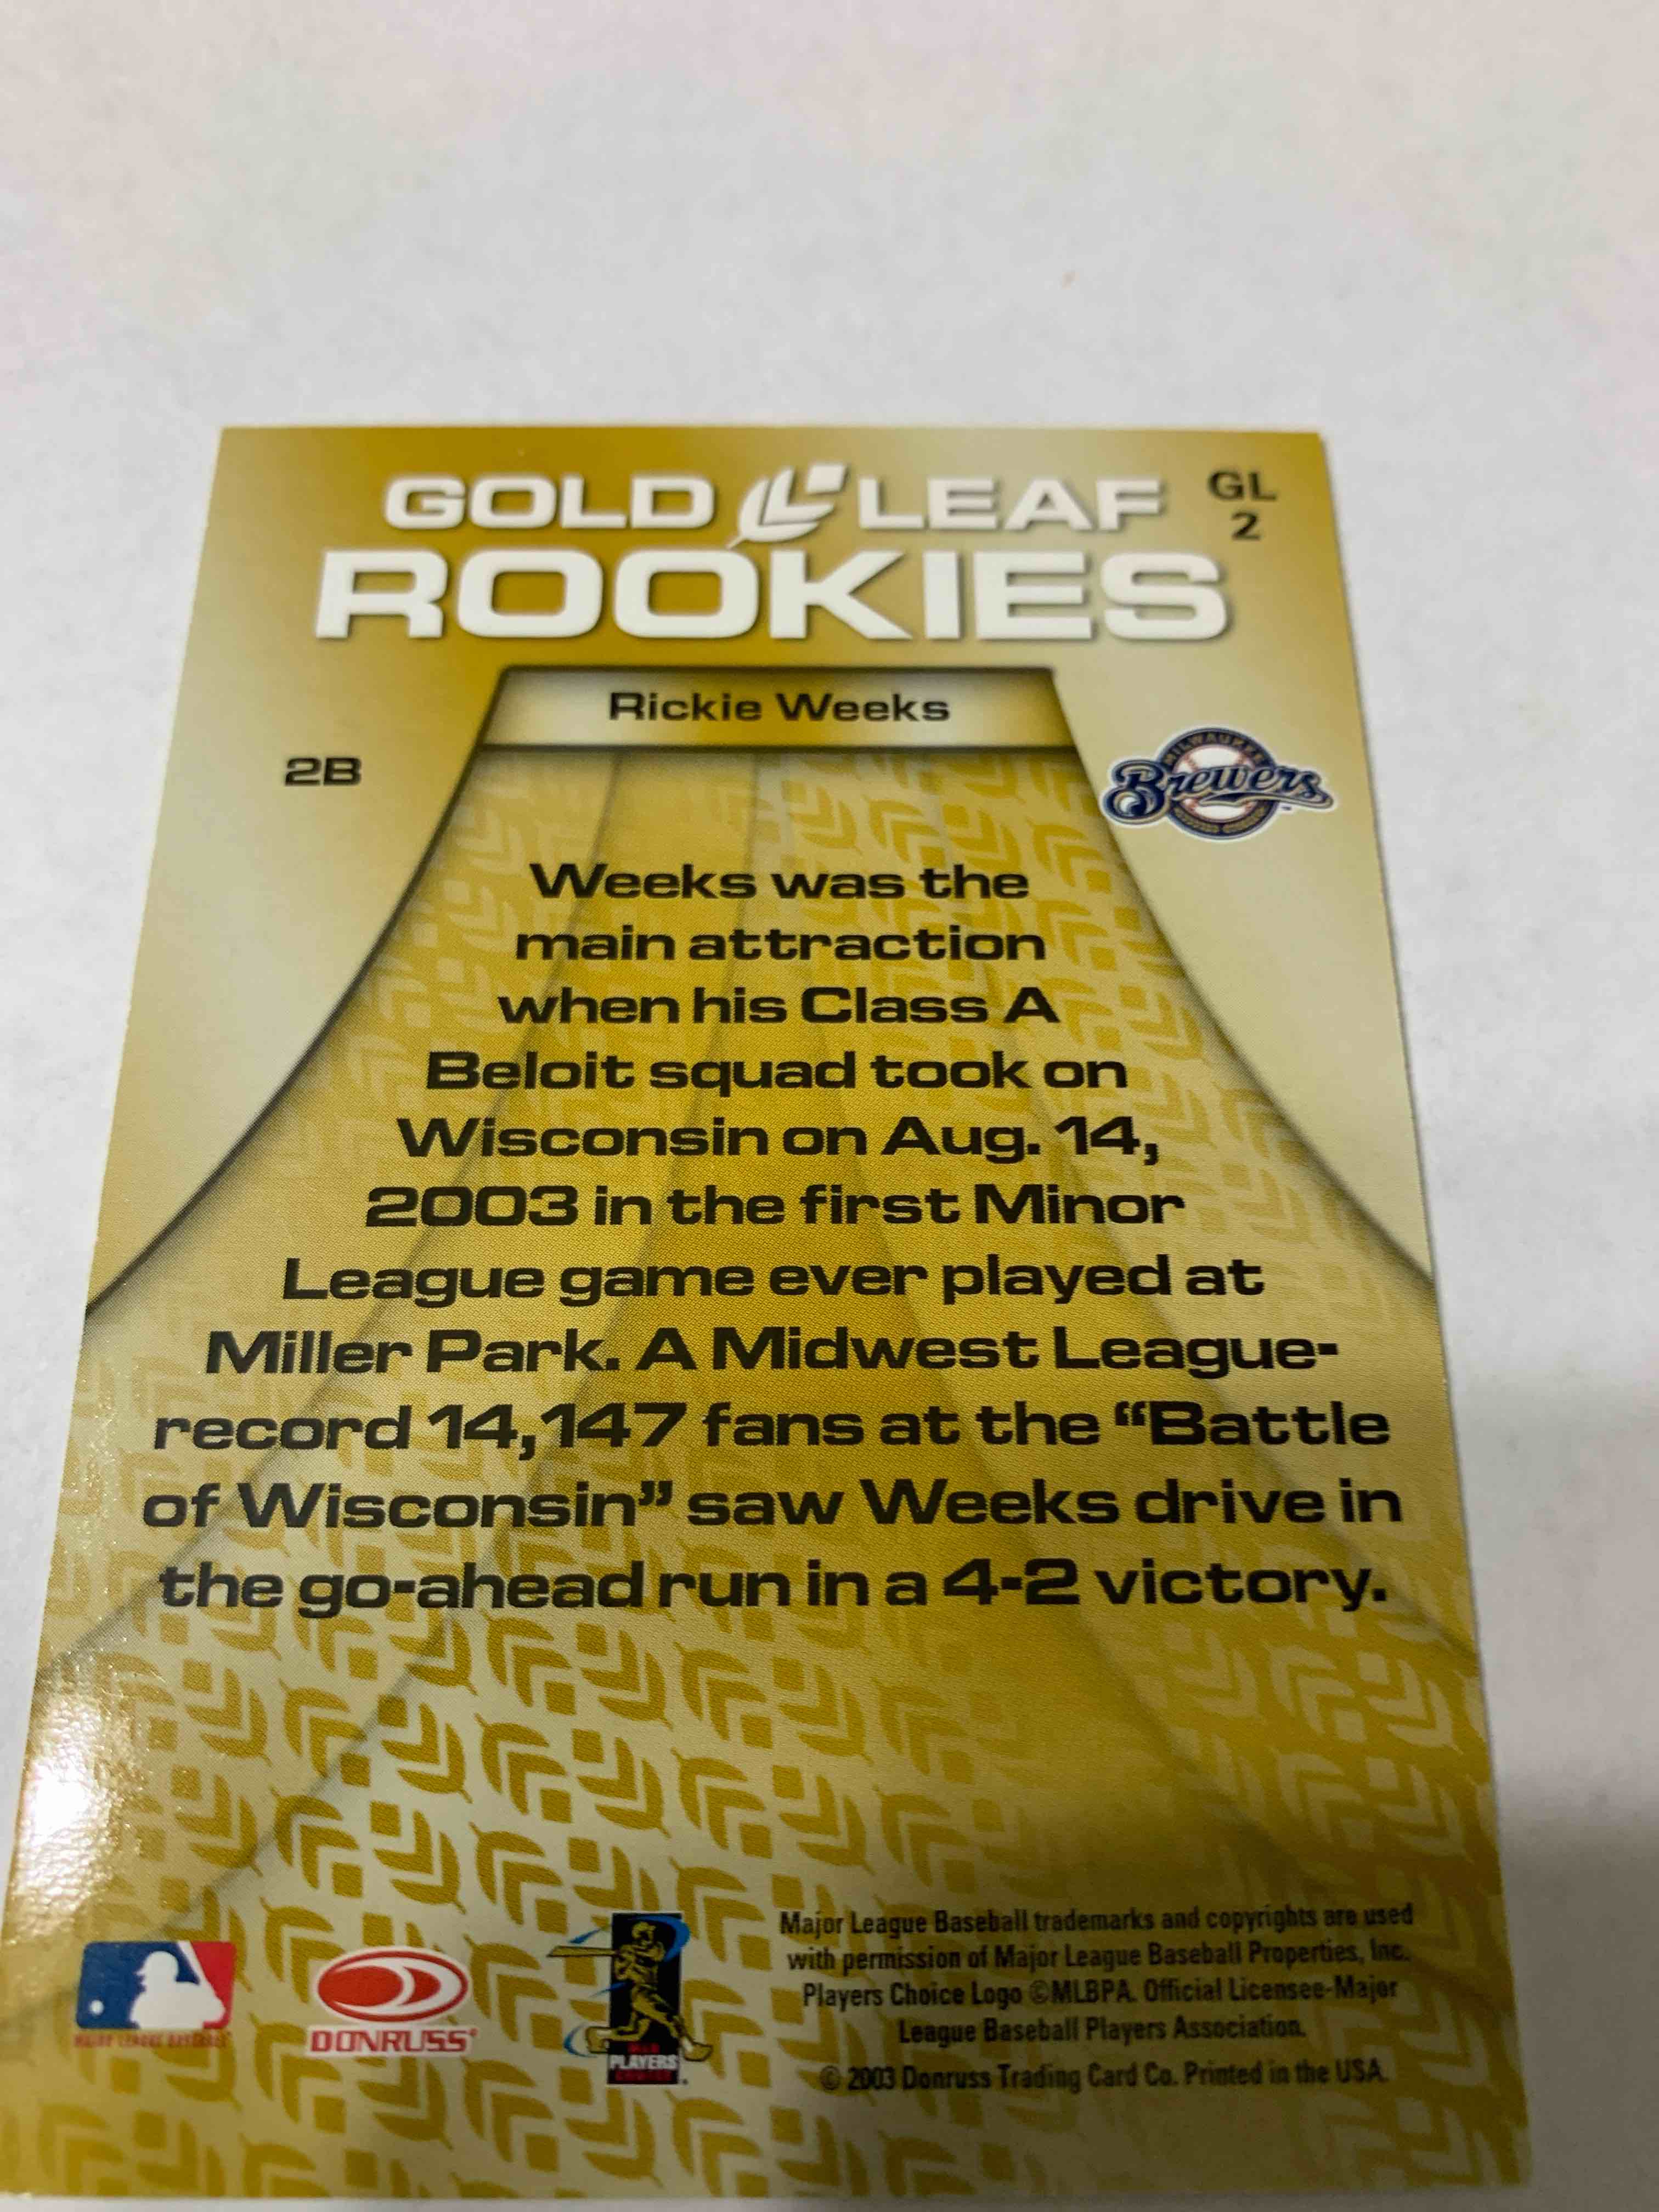 GOLD LEAF
GL
2
ROOKIES
Rickie Weeks
2B
MILWAUKEE
Brewers
Weeks was the
main attraction
when his Class A
Beloit squad took on
Wisconsin on Aug. 14,
2003 in the first Minor
League game ever played at
Miller Park. A Midwest League-
record 14,147 fans at the “Battle
of Wisconsin” saw Weeks drive in
the go-ahead run in a 4-2 victory.
MAJOR LEAGUE BASEBALL
DONRUSS
PLAYERS
CHOICE
Major League Baseball trademarks and copyrights are used
with permission of Major League Baseball Properties, Inc.
Players Choice Logo ©MLBPA. Official Licensee-Major
League Baseball Players Association.
© 2003 Donruss Trading Card Co. Printed in the USA.